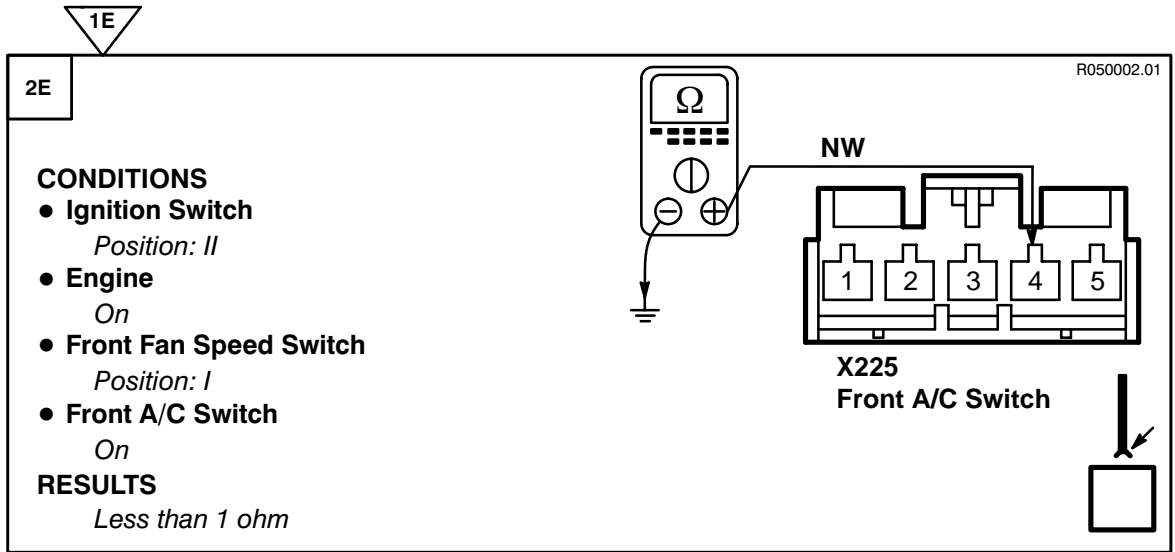 1E
2E
R050002.01
Ω
NW
CONDITIONS
● Ignition Switch
Position: II
● Engine
On
● Front Fan Speed Switch
Position: I
● Front A/C Switch
On
RESULTS
Less than 1 ohm
1 2 3 4 5
X225
Front A/C Switch